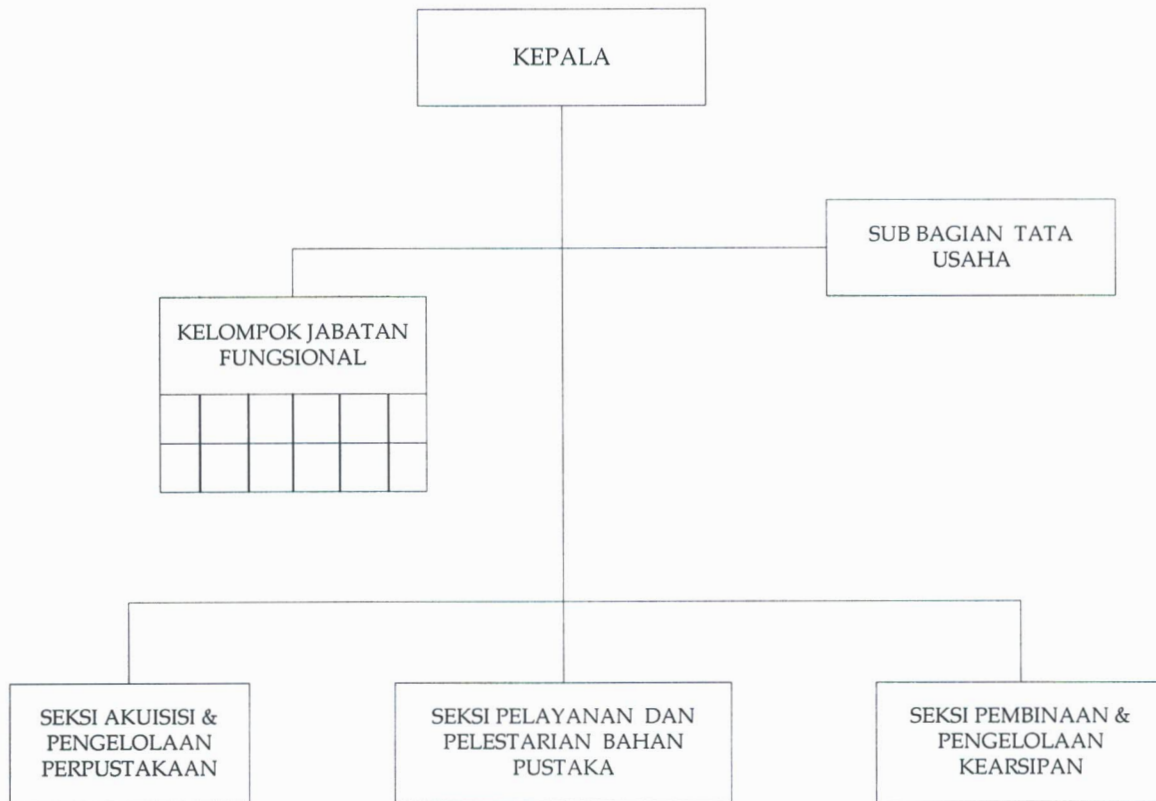 KEPALA
SUB BAGIAN TATA
USAHA
KELOMPOK JABATAN
FUNGSIONAL
SEKSI AKUISISI &
PENGELOLAAN
PERPUSTAKAAN
SEKSI PELAYANAN DAN
PELESTARIAN BAHAN
PUSTAKA
SEKSI PEMBINAAN &
PENGELOLAAN
KEARSIPAN